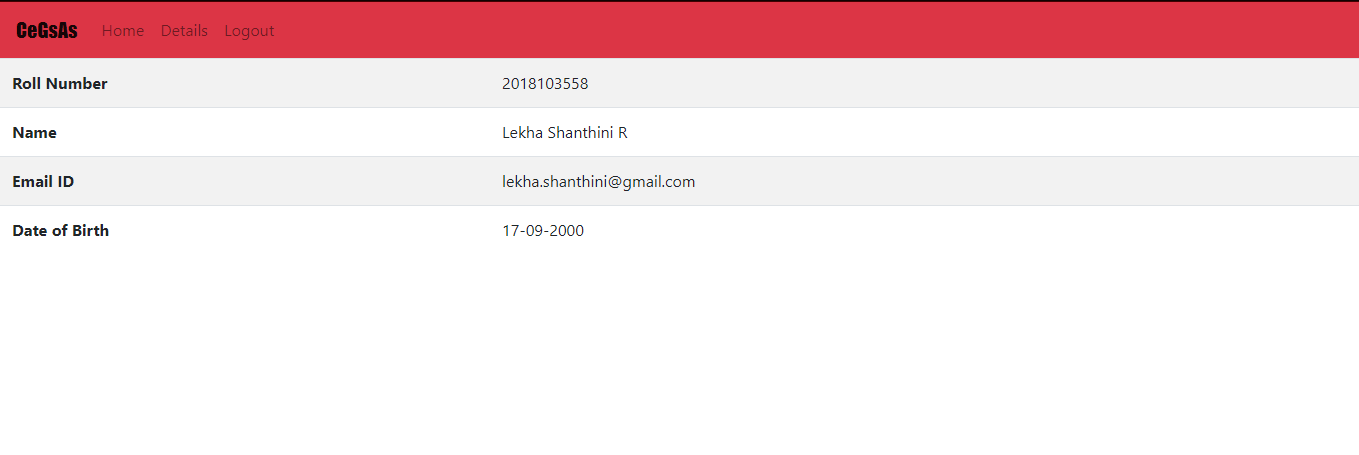 CeGsAs Home Details Logout
Roll Number 2018103558
Name Lekha Shanthini R
Email ID lekha.shanthini@gmail.com
Date of Birth 17-09-2000